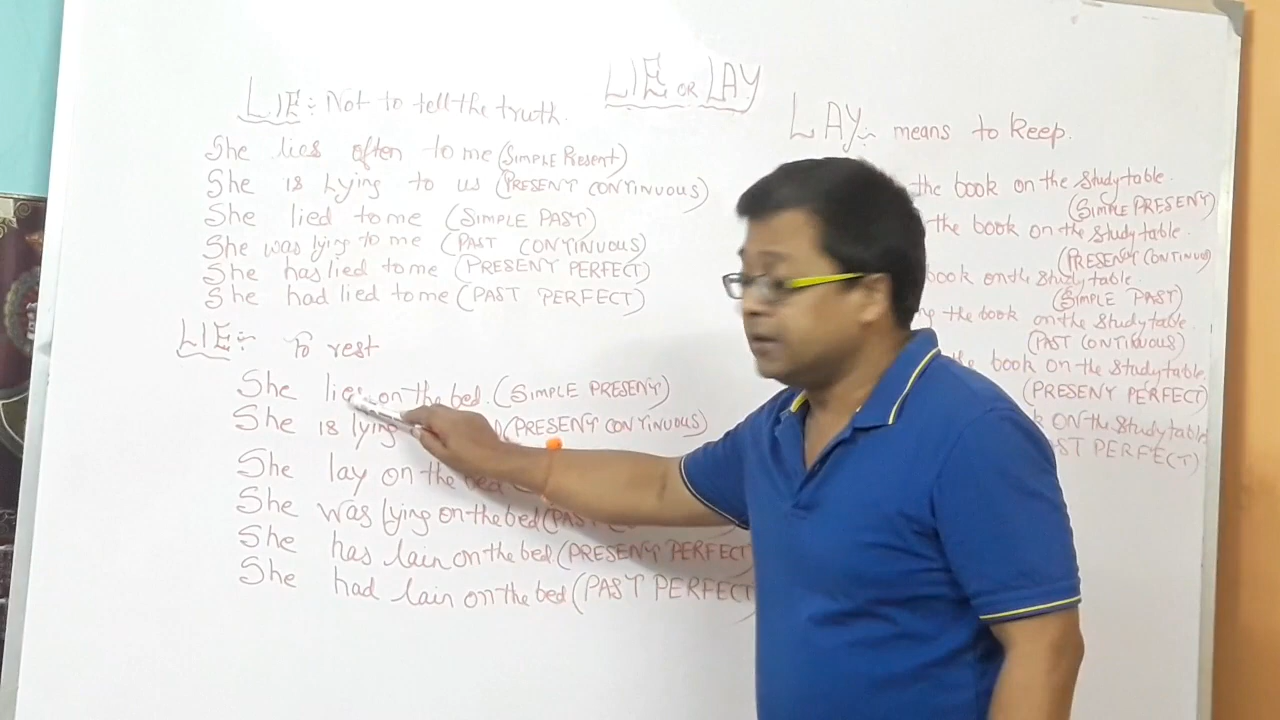 LIE OR LAY
LIE:- Not to tell the truth.
She lies often to me (SIMPLE PRESENT)
She is lying to us (PRESENT CONTINUOUS)
She lied to me (SIMPLE PAST)
She was lying to me (PAST CONTINUOUS)
She has lied to me (PRESENT PERFECT)
She had lied to me (PAST PERFECT)
LIE:- To rest
She lies on the bed. (SIMPLE PRESENT)
She is lying (PRESENT CONTINUOUS)
She lay on the bed
She was lying on the bed (PAST
She has lain on the bed. (PRESENT PERFECT)
She had lain on the bed (PAST PERFECT
LAY:- means to keep.
the book on the study table.
(SIMPLE PRESENT)
the book on the study table.
(PRESENT CONTINUOUS)
book on the study table.
(SIMPLE PAST)
the book on the study table.
(PAST CONTINUOUS)
the book on the study table.
(PRESENT PERFECT)
on the study table
PERFECT)